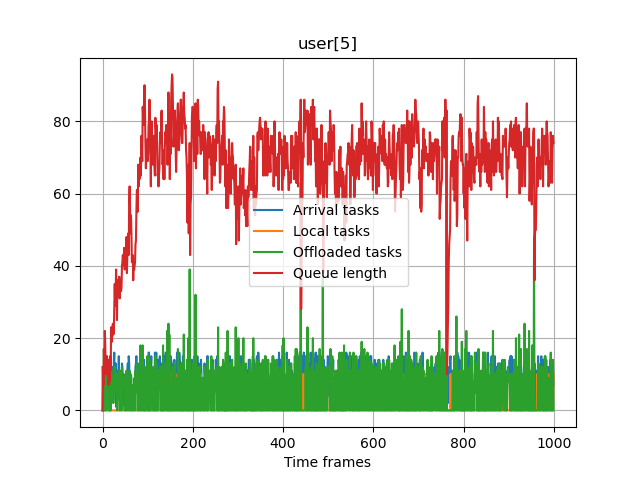 user[5]
80
60
40
20
0
Arrival tasks
Local tasks
Offloaded tasks
Queue length
0 200 400 600 800 1000
Time frames